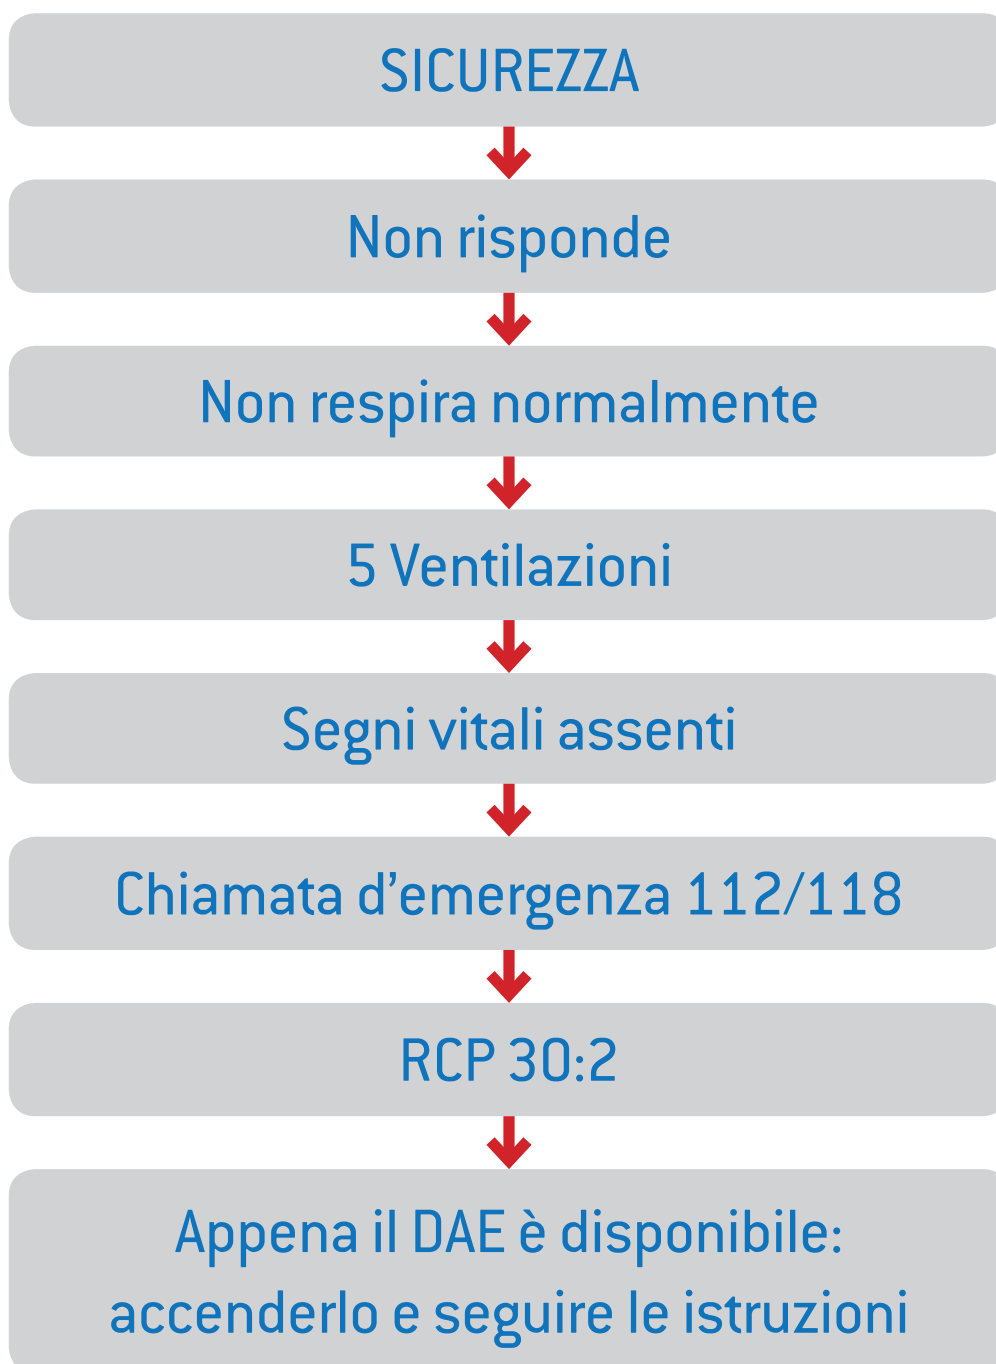 SICUREZZA
Non risponde
Non respira normalmente
5 Ventilazioni
Segni vitali assenti
Chiamata d’emergenza 112/118
RCP 30:2
Appena il DAE è disponibile:
accenderlo e seguire le istruzioni